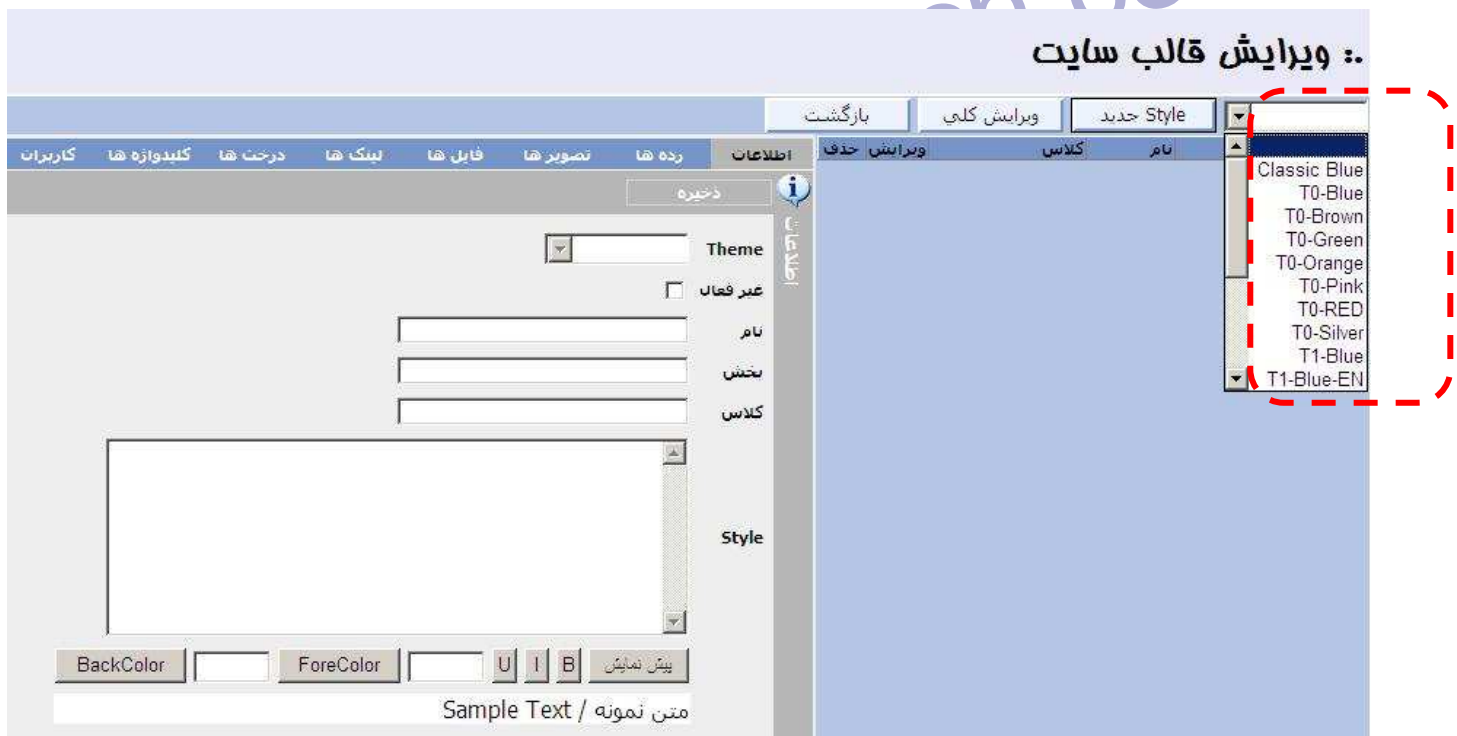 .: ویرایش قالب سایت
Style جدید
ویرایش کلی
بازگشت
نام کلاس ویرایش حذف
Classic Blue
T0-Blue
T0-Brown
T0-Green
T0-Orange
T0-Pink
T0-RED
T0-Silver
T1-Blue
T1-Blue-EN
اطلاعات رده ها تصویر ها فایل ها لینک ها درخت ها کلیدواژه ها کاربران
ذخیره
اطلاعات
Theme
غیر فعال
نام
بخش
کلاس
Style
پیش نمایش B I U ForeColor BackColor
متن نمونه / Sample Text